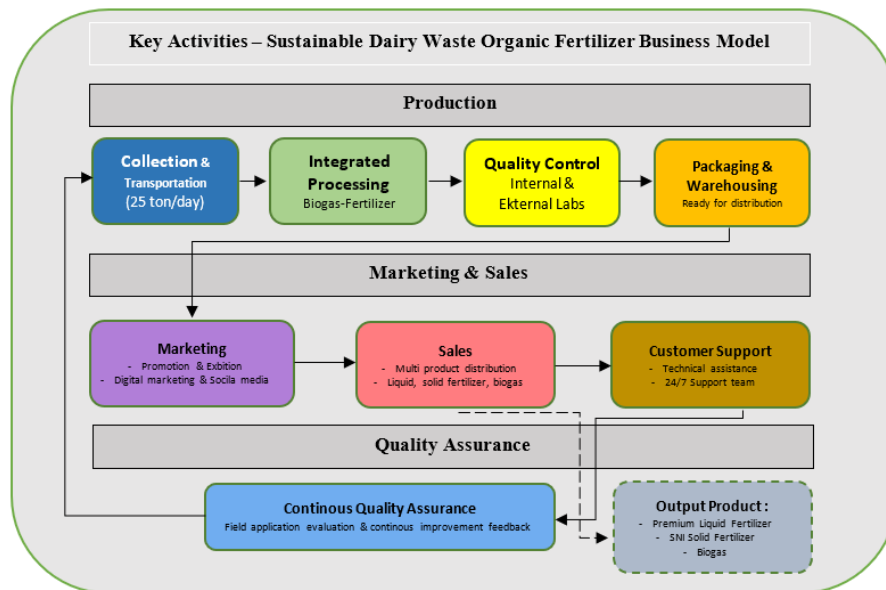 Key Activities – Sustainable Dairy Waste Organic Fertilizer Business Model
Production
Collection &
Transportation
(25 ton/day)
Integrated
Processing
Biogas-Fertilizer
Quality Control
Internal &
Ekternal Labs
Packaging &
Warehousing
Ready for distribution
Marketing & Sales
Marketing
- Promotion & Exbition
- Digital marketing & Socila media
Sales
- Multi product distribution
- Liquid, solid fertilizer, biogas
Customer Support
- Technical assistance
- 24/7 Support team
Quality Assurance
Continous Quality Assurance
Field application evaluation & continous improvement feedback
Output Product :
- Premium Liquid Fertilizer
- SNI Solid Fertilizer
- Biogas